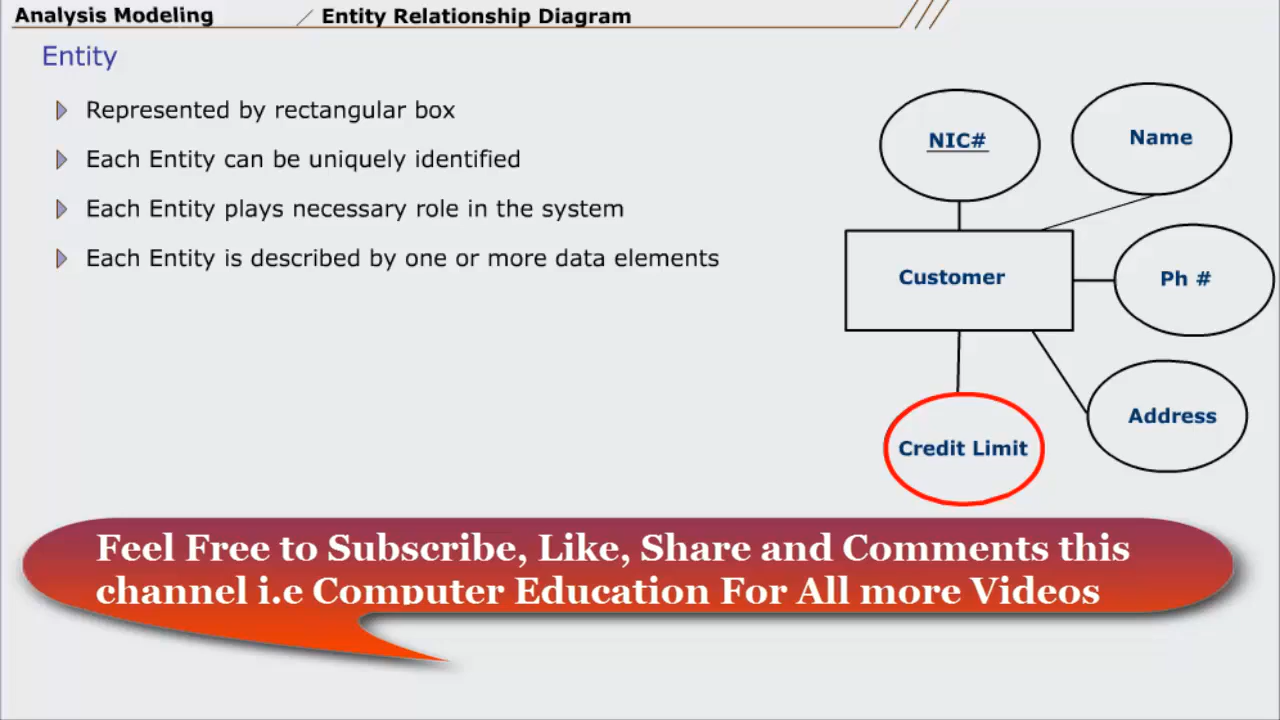 Analysis Modeling
Entity Relationship Diagram
Entity
Represented by rectangular box
Each Entity can be uniquely identified
Each Entity plays necessary role in the system
Each Entity is described by one or more data elements
NIC#
Name
Customer
Ph #
Address
Credit Limit
Feel Free to Subscribe, Like, Share and Comments this
channel i.e Computer Education For All more Videos